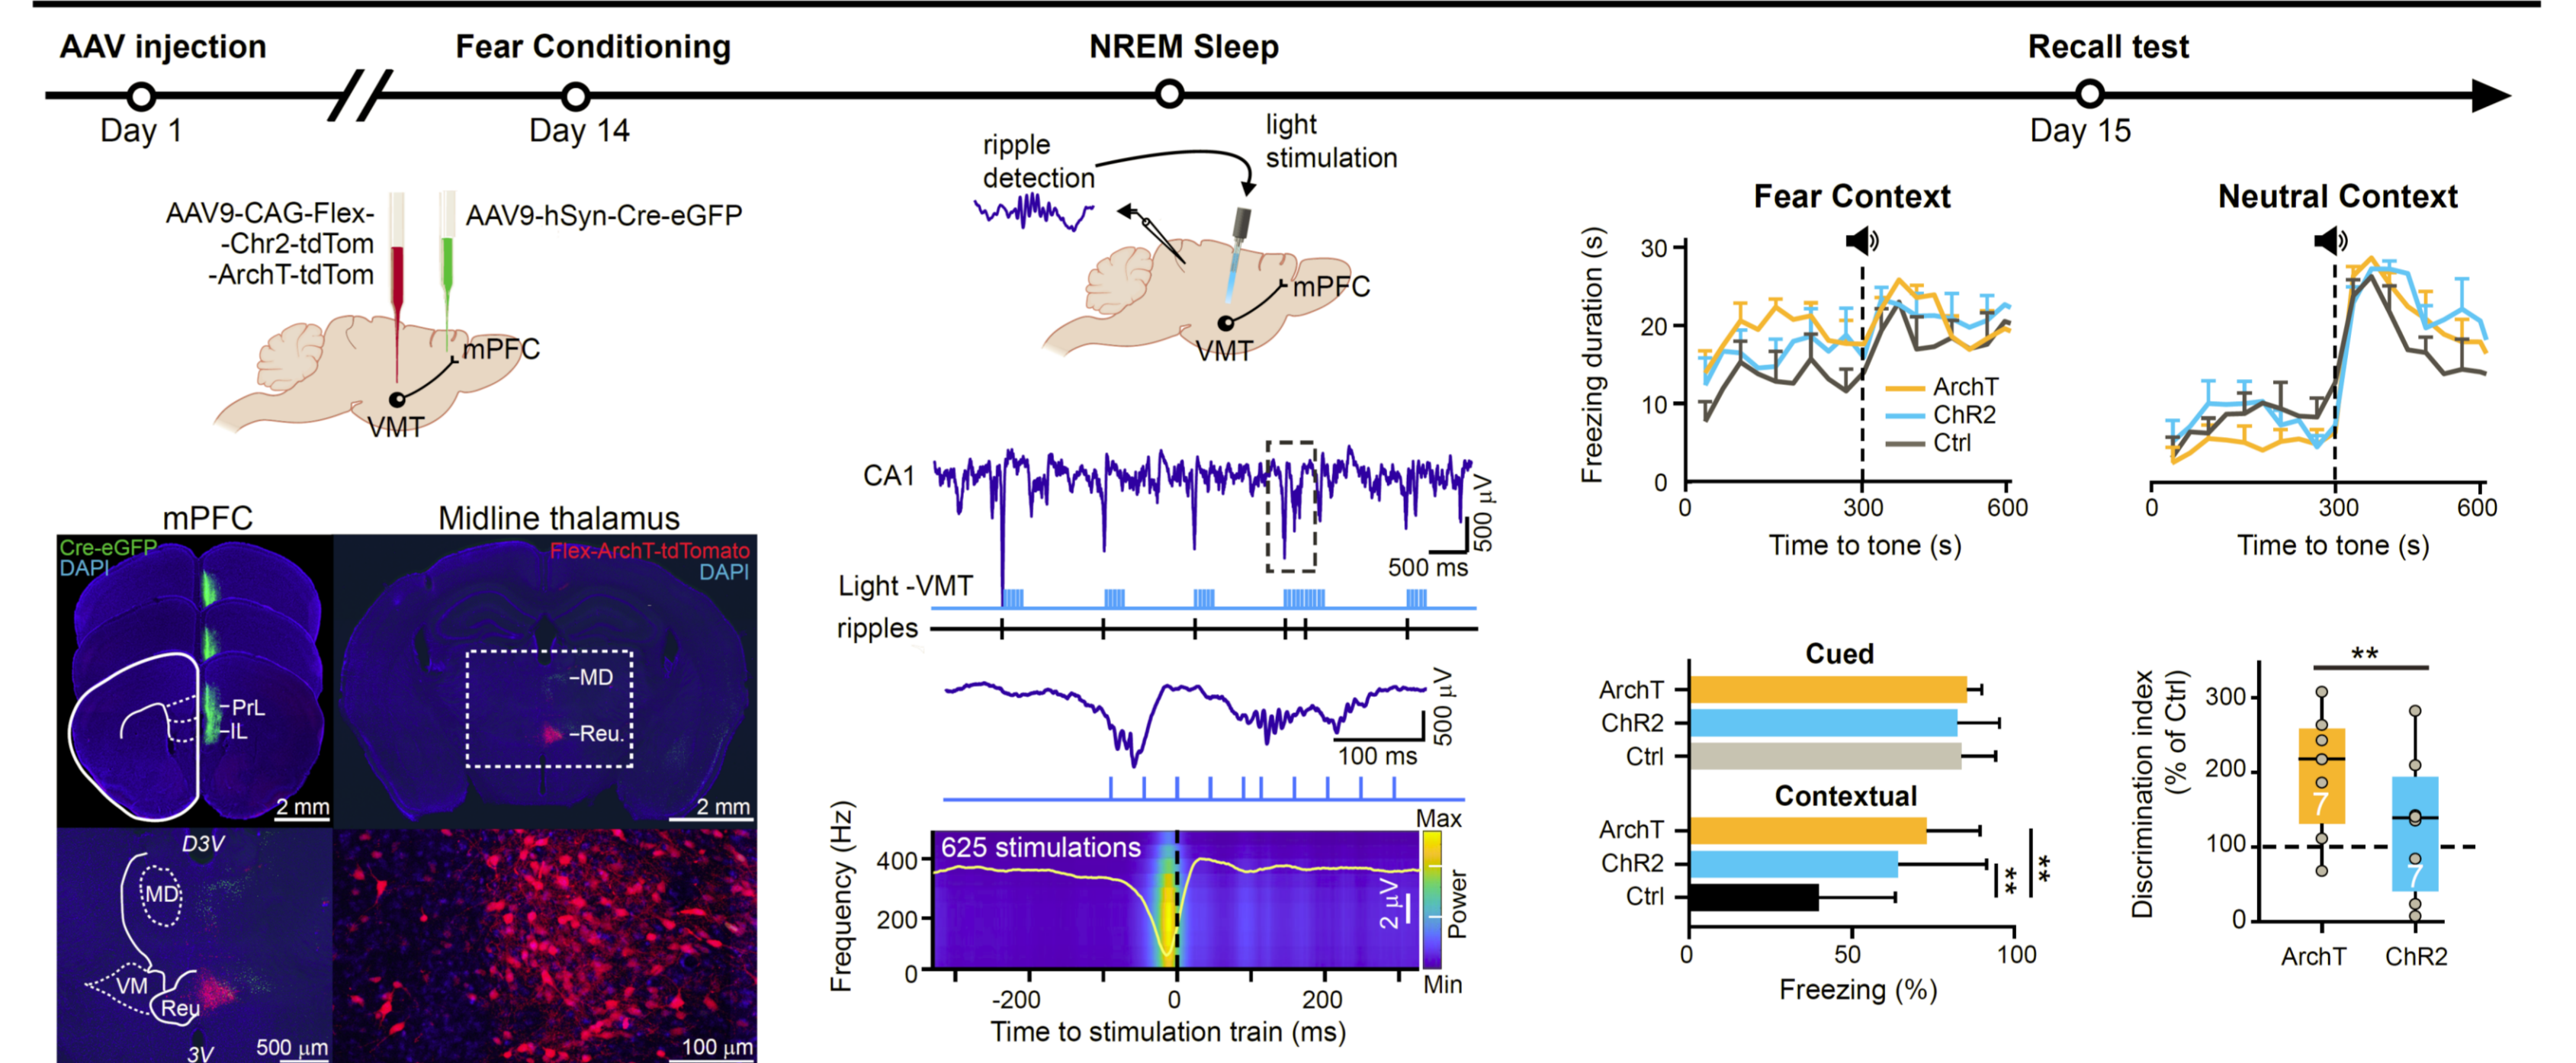 AAV injection
Fear Conditioning
NREM Sleep
Recall test
Day 1
Day 14
Day 15
AAV9-CAG-Flex-
-Chr2-tdTom
-ArchT-tdTom
AAV9-hSyn-Cre-eGFP
mPFC
VMT
mPFC
Midline thalamus
Cre-eGFP
DAPI
PrL
IL
2 mm
Flex-ArchT-tdTomato
DAPI
MD
Reu.
2 mm
D3V
MD
VM
Reu
3V
500 µm
100 µm
ripple
detection
light
stimulation
mPFC
VMT
CA1
500 µV
500 ms
Light -VMT
ripples
500 µV
100 ms
Frequency (Hz)
400
200
0
625 stimulations
2 µV
Max
Power
Min
-200
0
200
Time to stimulation train (ms)
Fear Context
Freezing duration (s)
30
20
10
0
ArchT
ChR2
Ctrl
0
300
600
Time to tone (s)
Neutral Context
0
300
600
Time to tone (s)
Cued
ArchT
ChR2
Ctrl
Contextual
ArchT
ChR2
Ctrl
**
**
0
50
100
Freezing (%)
Discrimination index
(% of Ctrl)
300
200
100
0
**
7
7
ArchT
ChR2